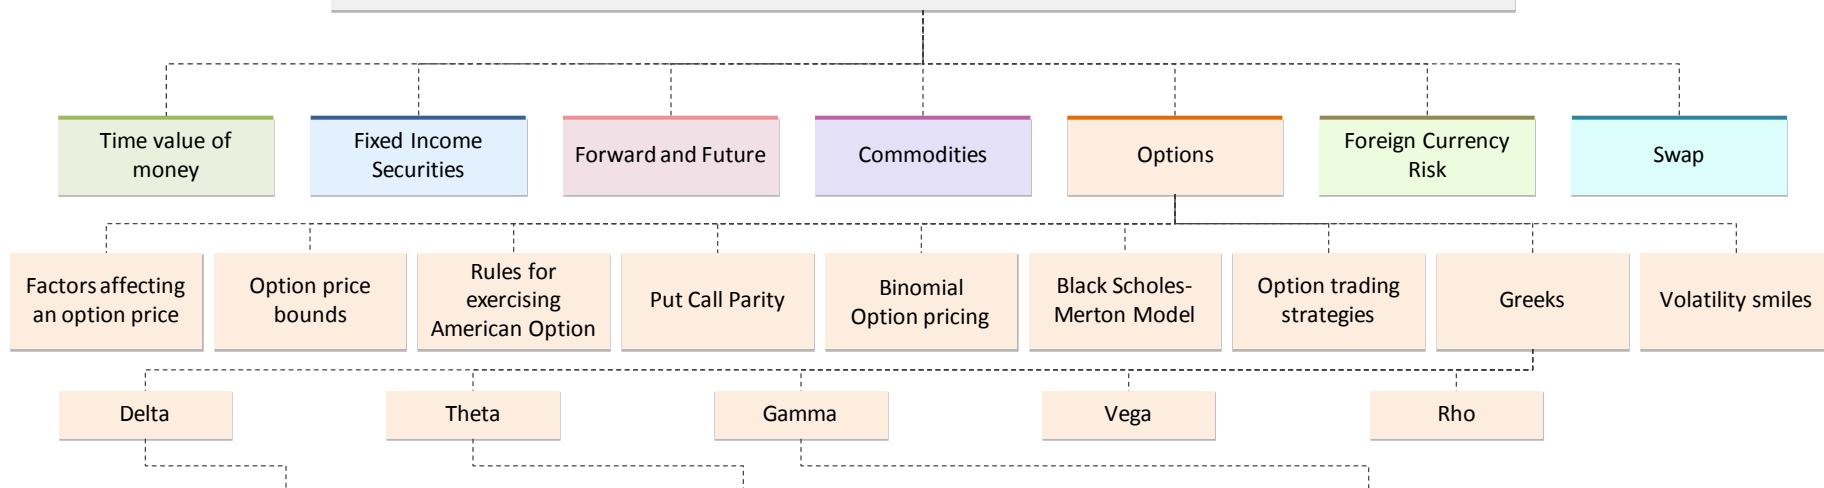 Time value of
money
Fixed Income
Securities
Forward and Future
Commodities
Options
Foreign Currency
Risk
Swap
Factors affecting
an option price
Option price
bounds
Rules for
exercising
American Option
Put Call Parity
Binomial
Option pricing
Black Scholes-
Merton Model
Option trading
strategies
Greeks
Volatility smiles
Delta
Theta
Gamma
Vega
Rho